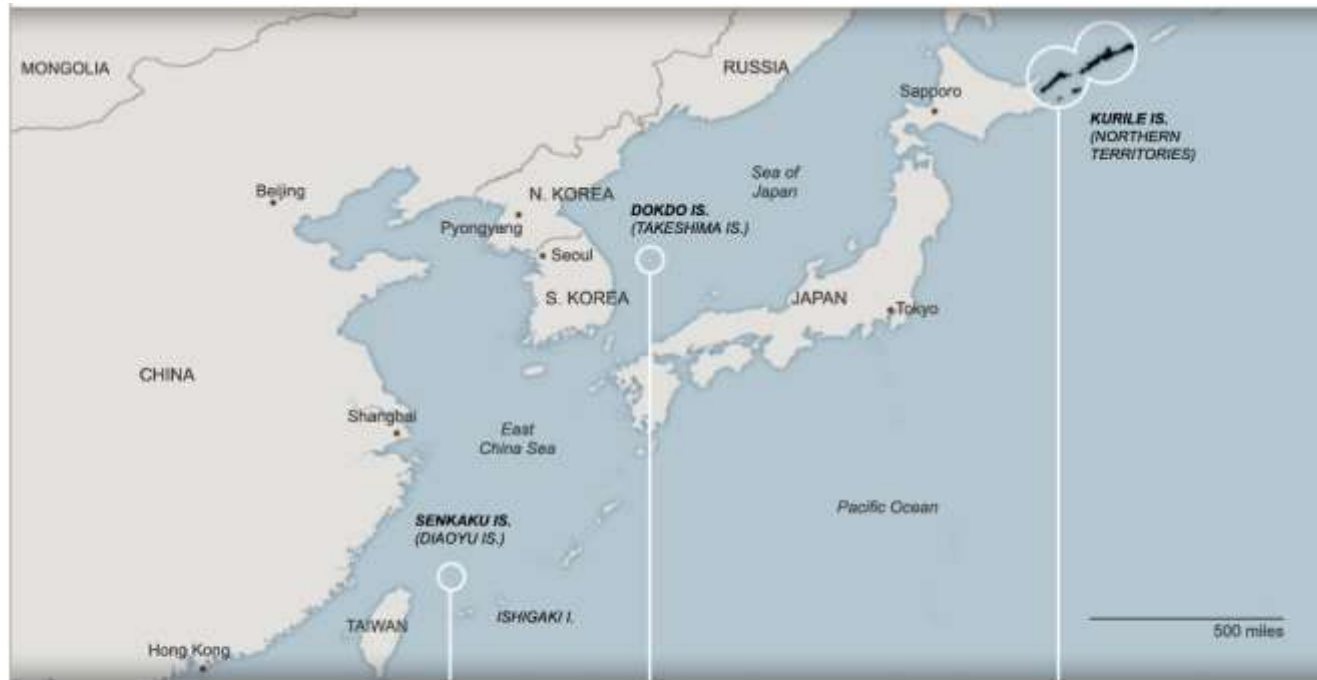 MONGOLIA
RUSSIA
Sapporo
KURILE IS.
(NORTHERN
TERRITORIES)
Sea of
Japan
Beijing
N. KOREA
DOKDO IS.
(TAKESHIMA IS.)
Pyongyang
Seoul
S. KOREA
JAPAN
Tokyo
CHINA
Shanghai
East
China Sea
Pacific Ocean
SENKAKU IS.
(DIAOYU IS.)
ISHIGAKI I.
TAIWAN
500 miles
Hong Kong